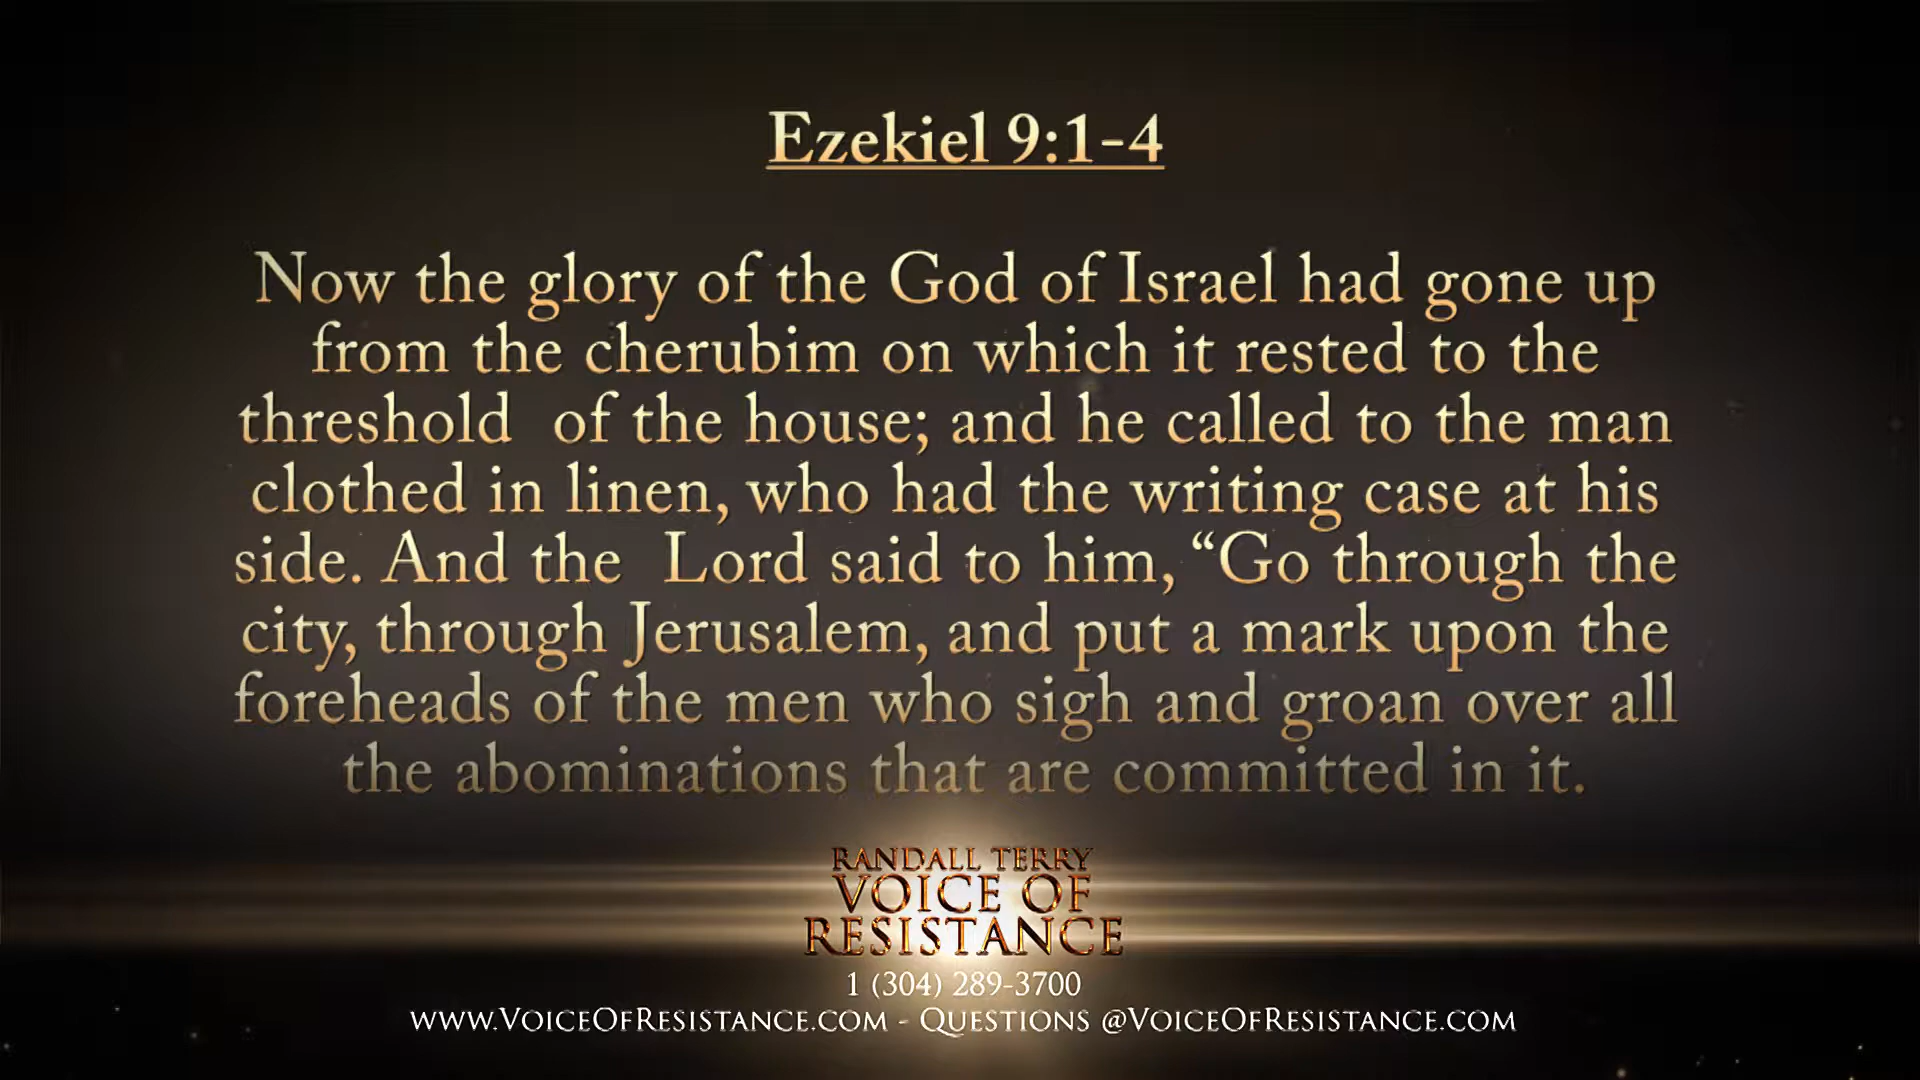 Ezekiel 9:1-4
Now the glory of the God of Israel had gone up
from the cherubim on which it rested to the
threshold  of the house; and he called to the man
clothed in linen, who had the writing case at his
side. And the  Lord said to him, “Go through the
city, through Jerusalem, and put a mark upon the
foreheads of the men who sigh and groan over all
the abominations that are committed in it.
RANDALL TERRY
VOICE OF
RESISTANCE
1 (304) 289-3700
www.VoiceOfResistance.com - Questions @VoiceOfResistance.com